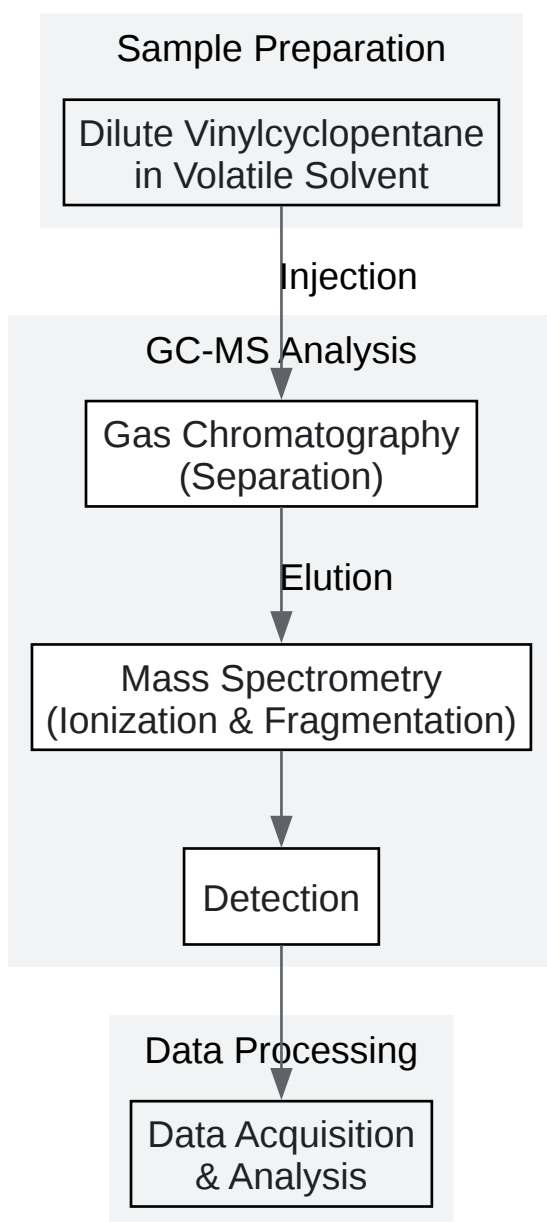 Sample Preparation
Dilute Vinylcyclopentane
in Volatile Solvent
Injection
GC-MS Analysis
Gas Chromatography
(Separation)
Elution
Mass Spectrometry
(Ionization & Fragmentation)
Detection
Data Processing
Data Acquisition
& Analysis